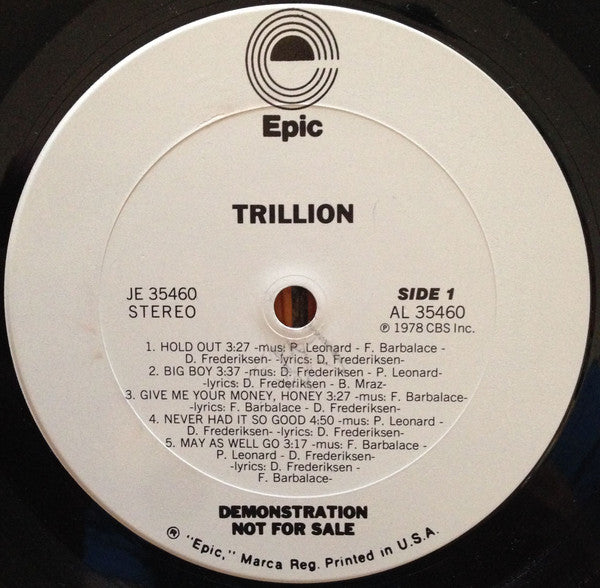 Epic
TRILLION
JE 35460
STEREO
SIDE 1
AL 35460
℗ 1978 CBS Inc.
1. HOLD OUT 3:27 -mus: P. Leonard - F. Barbalace -
D. Frederiksen- -lyrics: D. Frederiksen-
2. BIG BOY 3:37 -mus: D. Frederiksen - P. Leonard-
-lyrics: D. Frederiksen - B. Mraz-
3. GIVE ME YOUR MONEY, HONEY 3:27 -mus: F. Barbalace-
-lyrics: F. Barbalace - D. Frederiksen-
4. NEVER HAD IT SO GOOD 4:50 -mus: P. Leonard -
D. Frederiksen- -lyrics: D. Frederiksen-
5. MAY AS WELL GO 3:17 -mus: F. Barbalace -
P. Leonard - D. Frederiksen-
-lyrics: D. Frederiksen -
F. Barbalace-
DEMONSTRATION
NOT FOR SALE
® "Epic," Marca Reg. Printed in U.S.A.